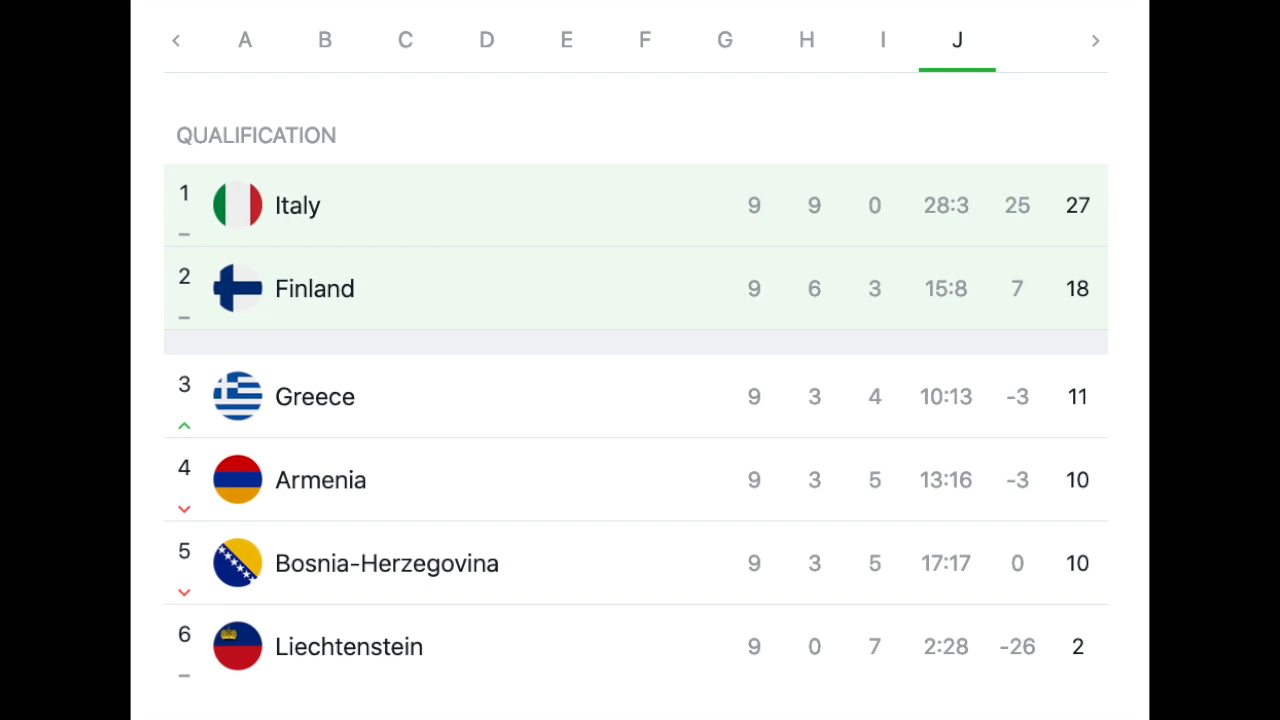 A B C D E F G H I J
QUALIFICATION
1 Italy 9 9 0 28:3 25 27
2 Finland 9 6 3 15:8 7 18
3 Greece 9 3 4 10:13 -3 11
4 Armenia 9 3 5 13:16 -3 10
5 Bosnia-Herzegovina 9 3 5 17:17 0 10
6 Liechtenstein 9 0 7 2:28 -26 2